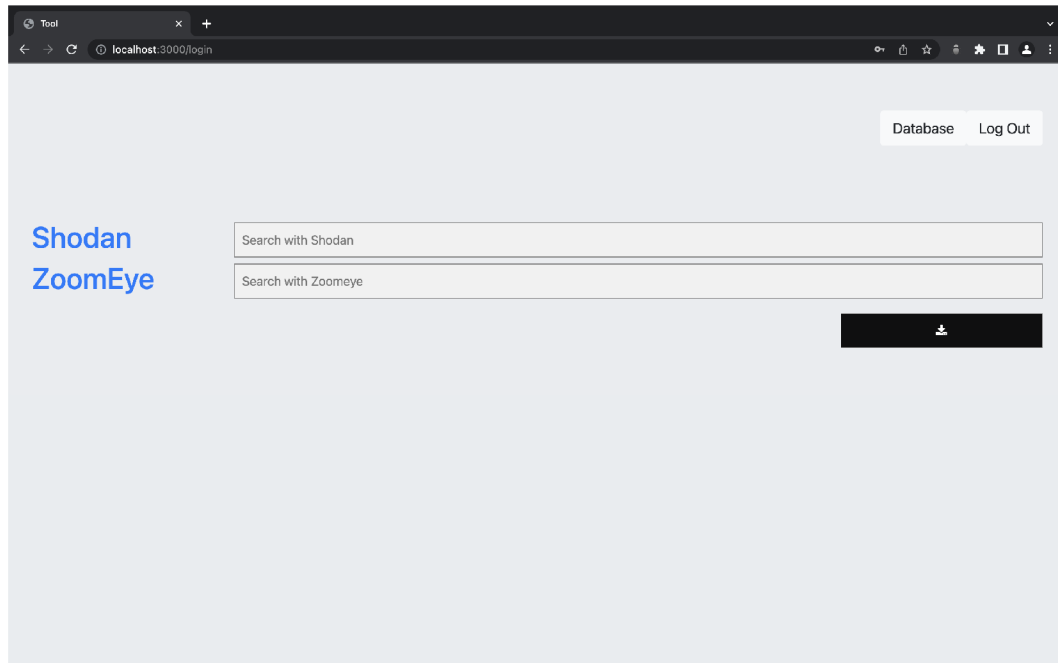 Tool
localhost:3000/login
Database Log Out
Shodan Search with Shodan
ZoomEye Search with Zoomeye